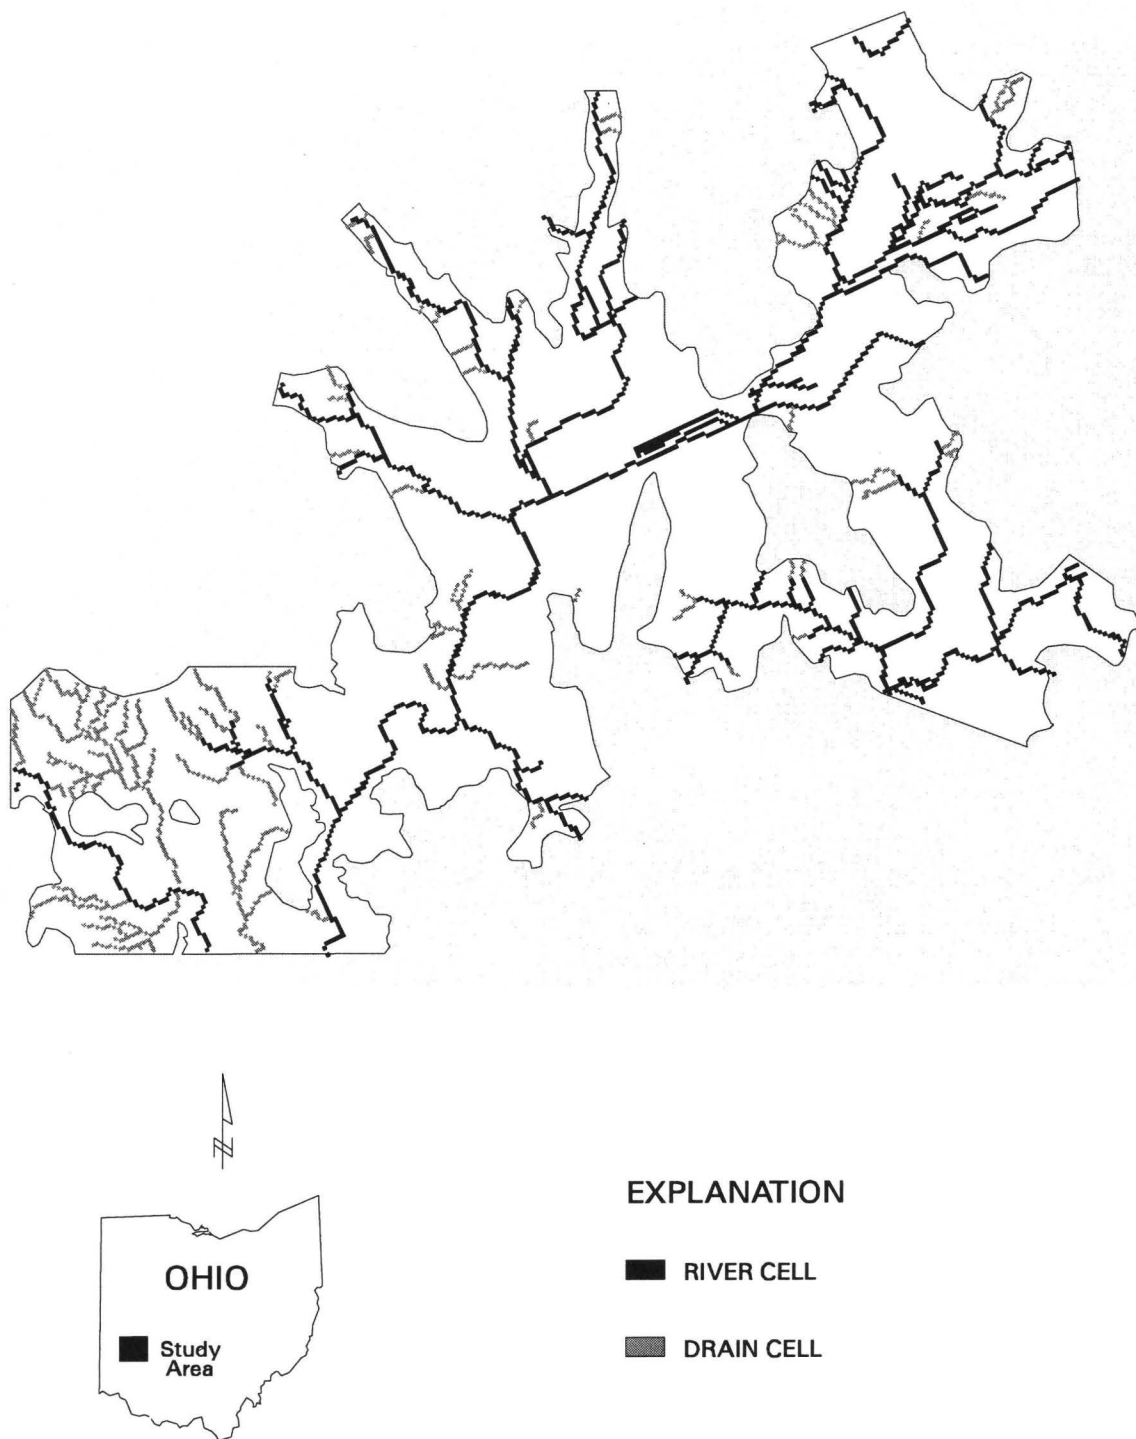 N
OHIO
Study
Area
EXPLANATION
RIVER CELL
DRAIN CELL